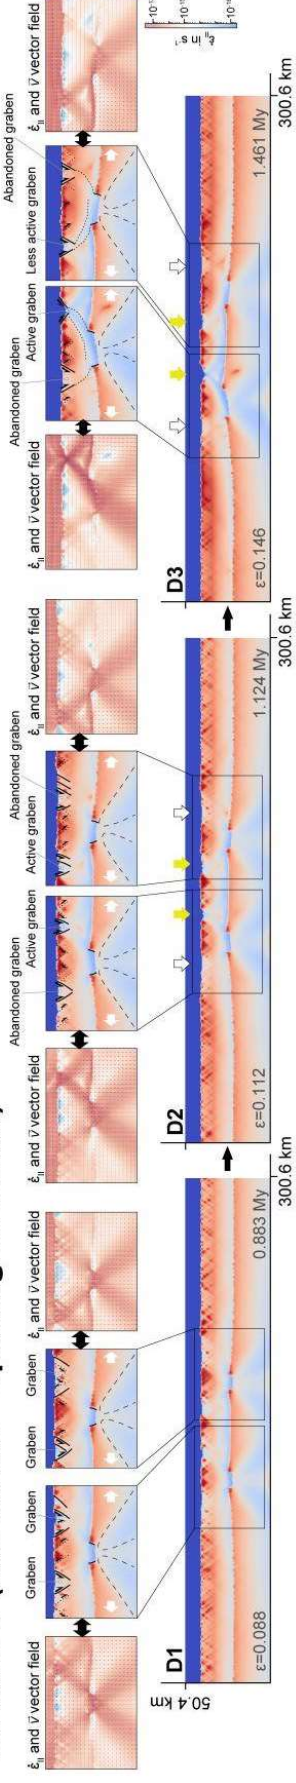 ε̇II and v⃗ vector field
Graben
Graben
Graben
Graben
ε̇II and v⃗ vector field
D1
50.4 km
ε=0.088
0.883 My
300.6 km
ε̇II and v⃗ vector field
Abandoned graben
Active graben
Active graben
Abandoned graben
ε̇II and v⃗ vector field
D2
ε=0.112
1.124 My
300.6 km
ε̇II and v⃗ vector field
Abandoned graben
Active graben
Less active graben
Abandoned graben
ε̇II and v⃗ vector field
D3
ε=0.146
1.461 My
300.6 km
ε̇II in s⁻¹